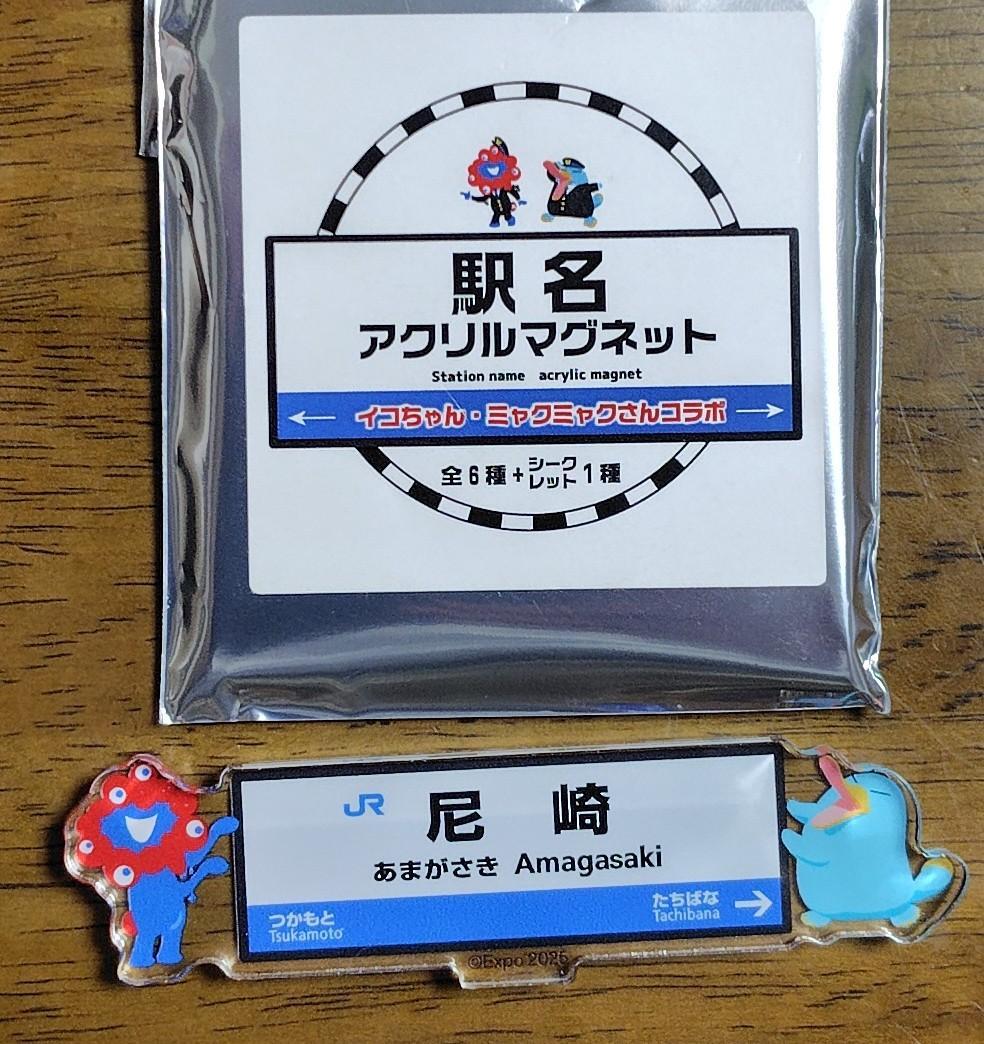 駅名
アクリルマグネット
Station name acrylic magnet
← イコちゃん・ミャクミャクさんコラボ →
全6種+シークレット1種
JR 尼崎
あまがさき Amagasaki
つかもと
Tsukamoto
たちばな
Tachibana →
©Expo 2025